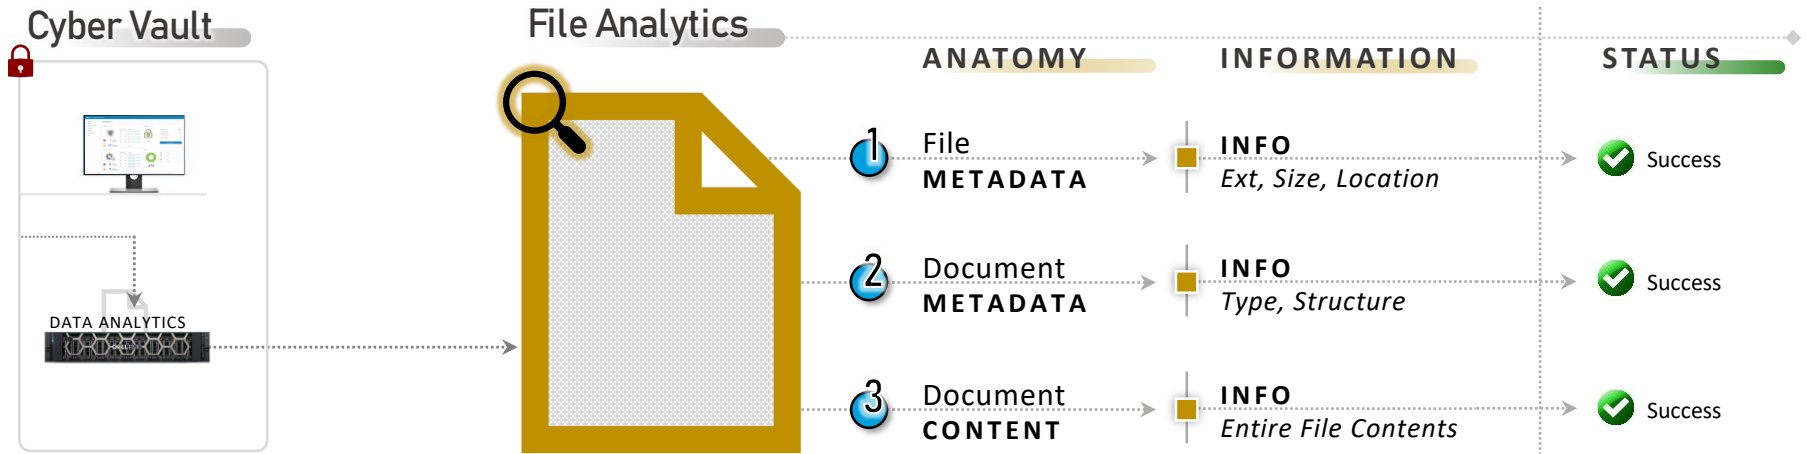 Cyber Vault
File Analytics
ANATOMY
INFORMATION
STATUS
1
File
METADATA
INFO
Ext, Size, Location
Success
2
Document
METADATA
INFO
Type, Structure
Success
DATA ANALYTICS
3
Document
CONTENT
INFO
Entire File Contents
Success